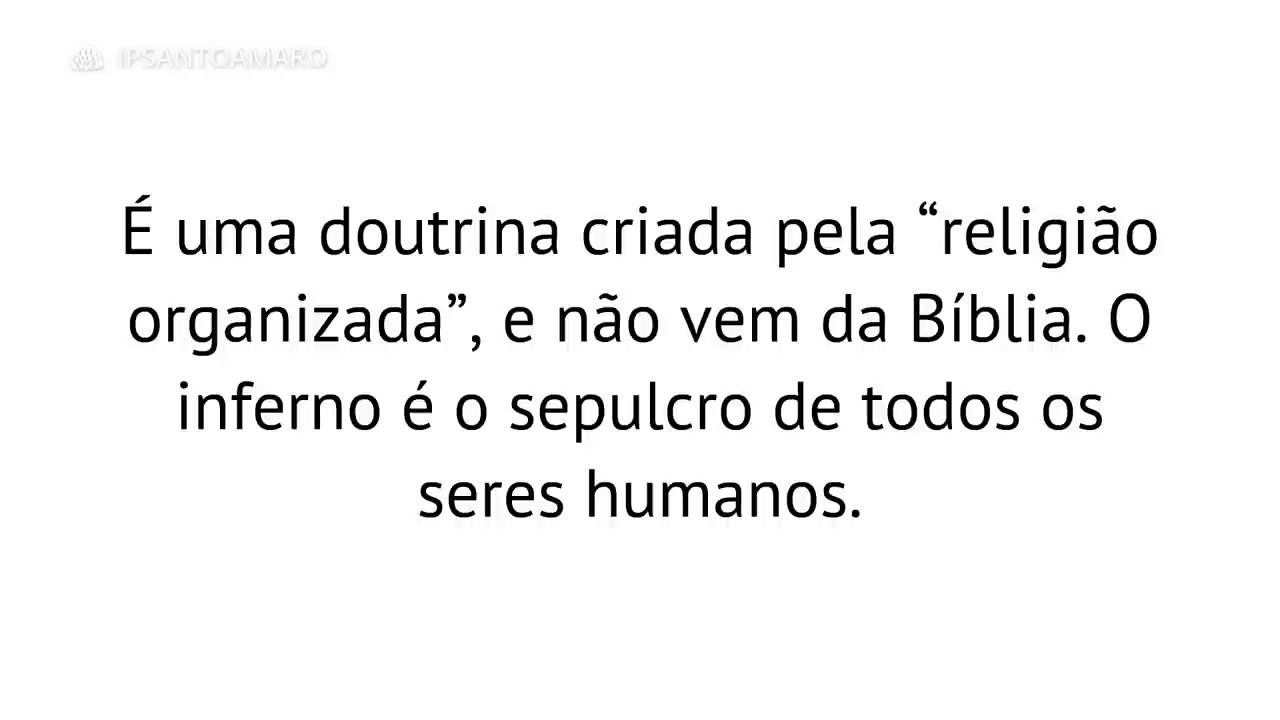 IPSANTOAMARO
É uma doutrina criada pela “religião
organizada”, e não vem da Bíblia. O
inferno é o sepulcro de todos os
seres humanos.